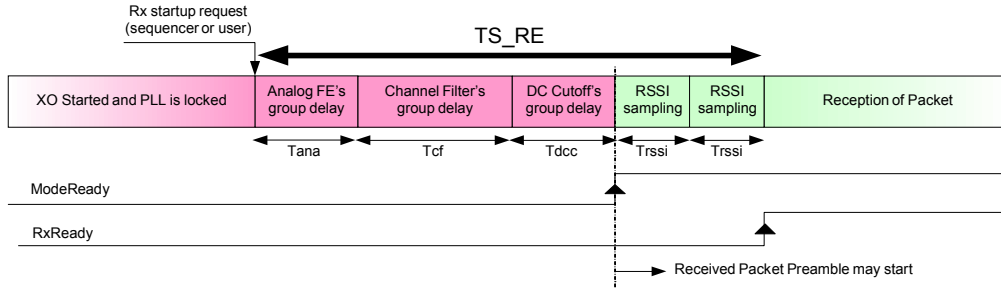 Rx startup request
(sequencer or user)
TS_RE
XO Started and PLL is locked
Analog FE's
group delay
Channel Filter's
group delay
DC Cutoff's
group delay
RSSI
sampling
RSSI
sampling
Reception of Packet
Tana
Tcf
Tdcc
Trssi
Trssi
ModeReady
RxReady
Received Packet Preamble may start